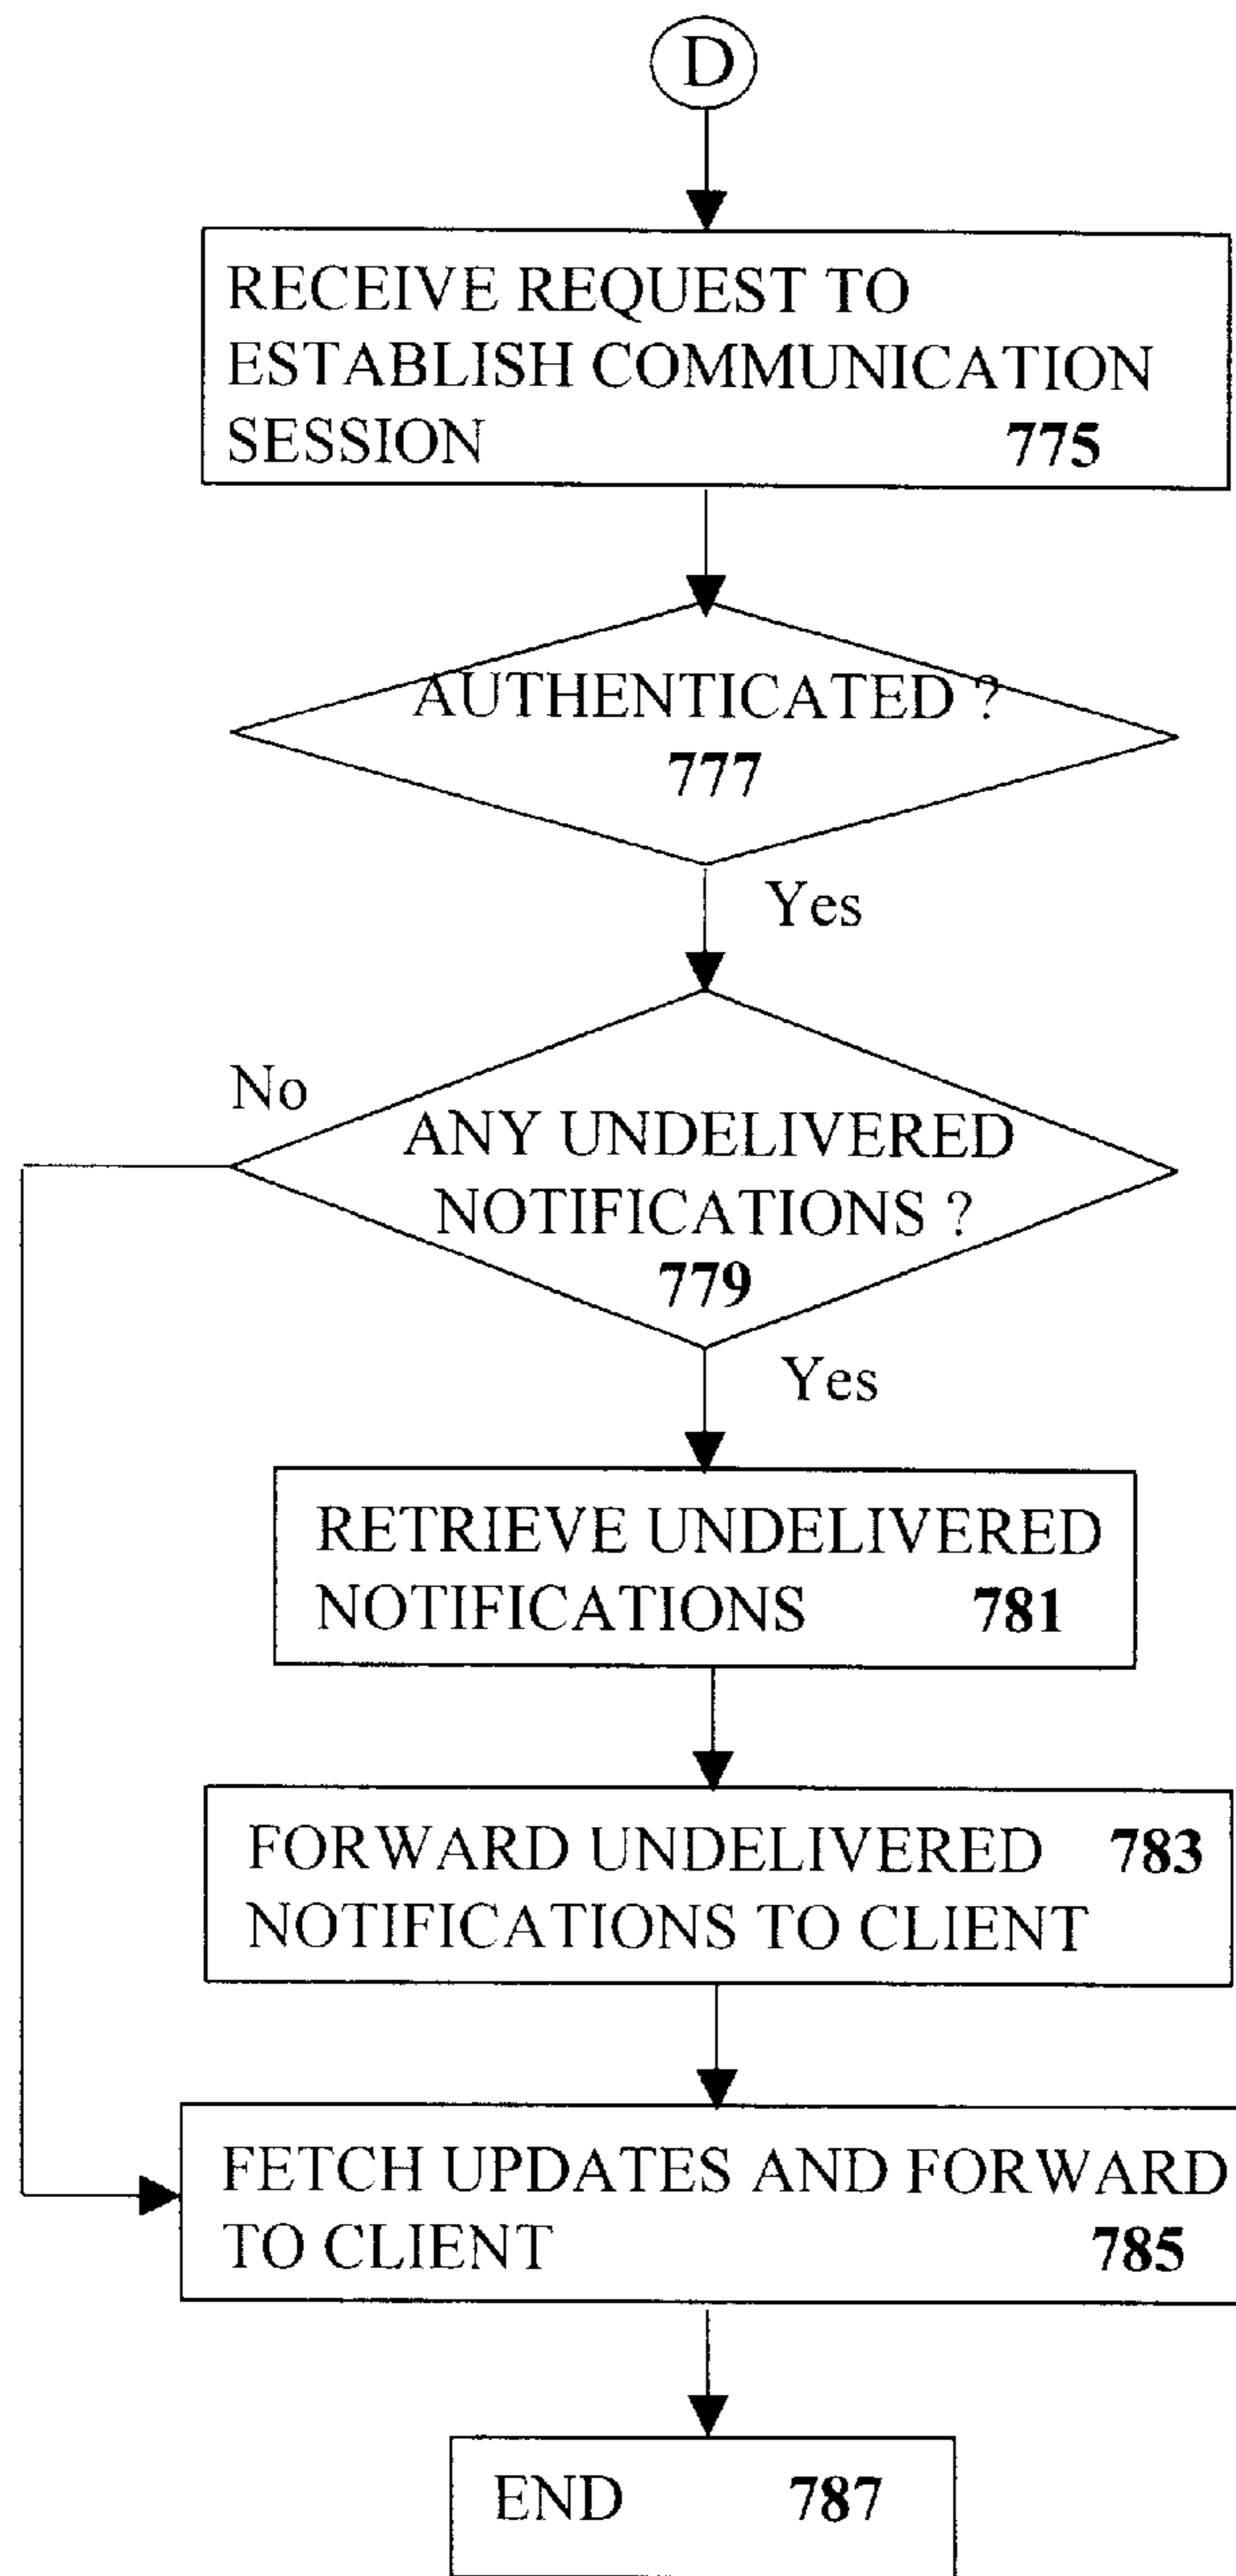 D
RECEIVE REQUEST TO
ESTABLISH COMMUNICATION
SESSION 775
AUTHENTICATED ?
777
Yes
No
ANY UNDELIVERED
NOTIFICATIONS ?
779
Yes
RETRIEVE UNDELIVERED
NOTIFICATIONS 781
FORWARD UNDELIVERED 783
NOTIFICATIONS TO CLIENT
FETCH UPDATES AND FORWARD
TO CLIENT 785
END 787